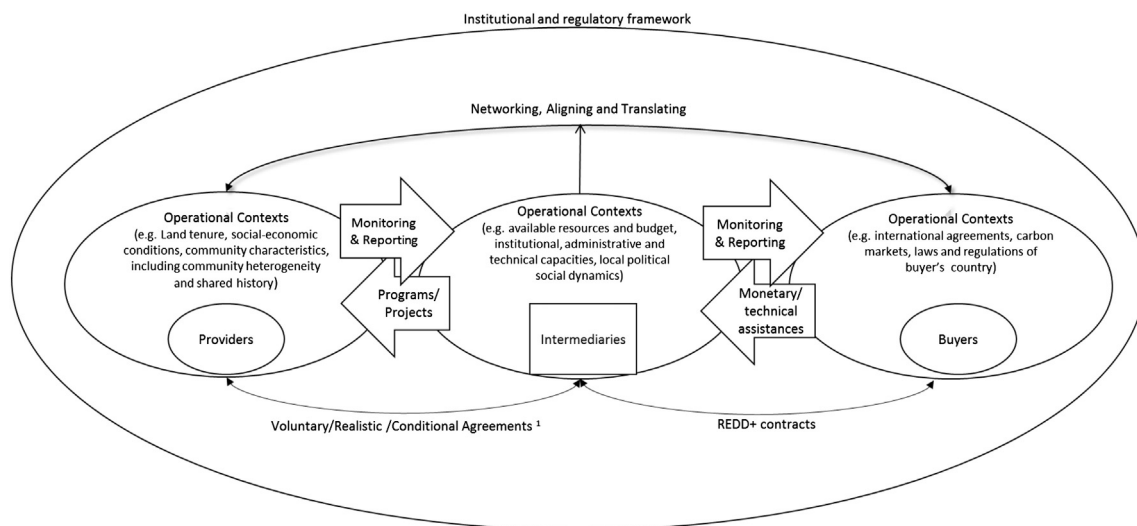 Institutional and regulatory framework
Networking, Aligning and Translating
Operational Contexts
(e.g. Land tenure, social-economic
conditions, community characteristics,
including community heterogeneity
and shared history)
Providers
Monitoring
& Reporting
Programs/
Projects
Operational Contexts
(e.g. available resources and budget,
institutional, administrative and
technical capacities, local political
social dynamics)
Intermediaries
Monitoring
& Reporting
Monetary/
technical
assistances
Operational Contexts
(e.g. international agreements, carbon
markets, laws and regulations of
buyer's country)
Buyers
Voluntary/Realistic /Conditional Agreements ¹
REDD+ contracts